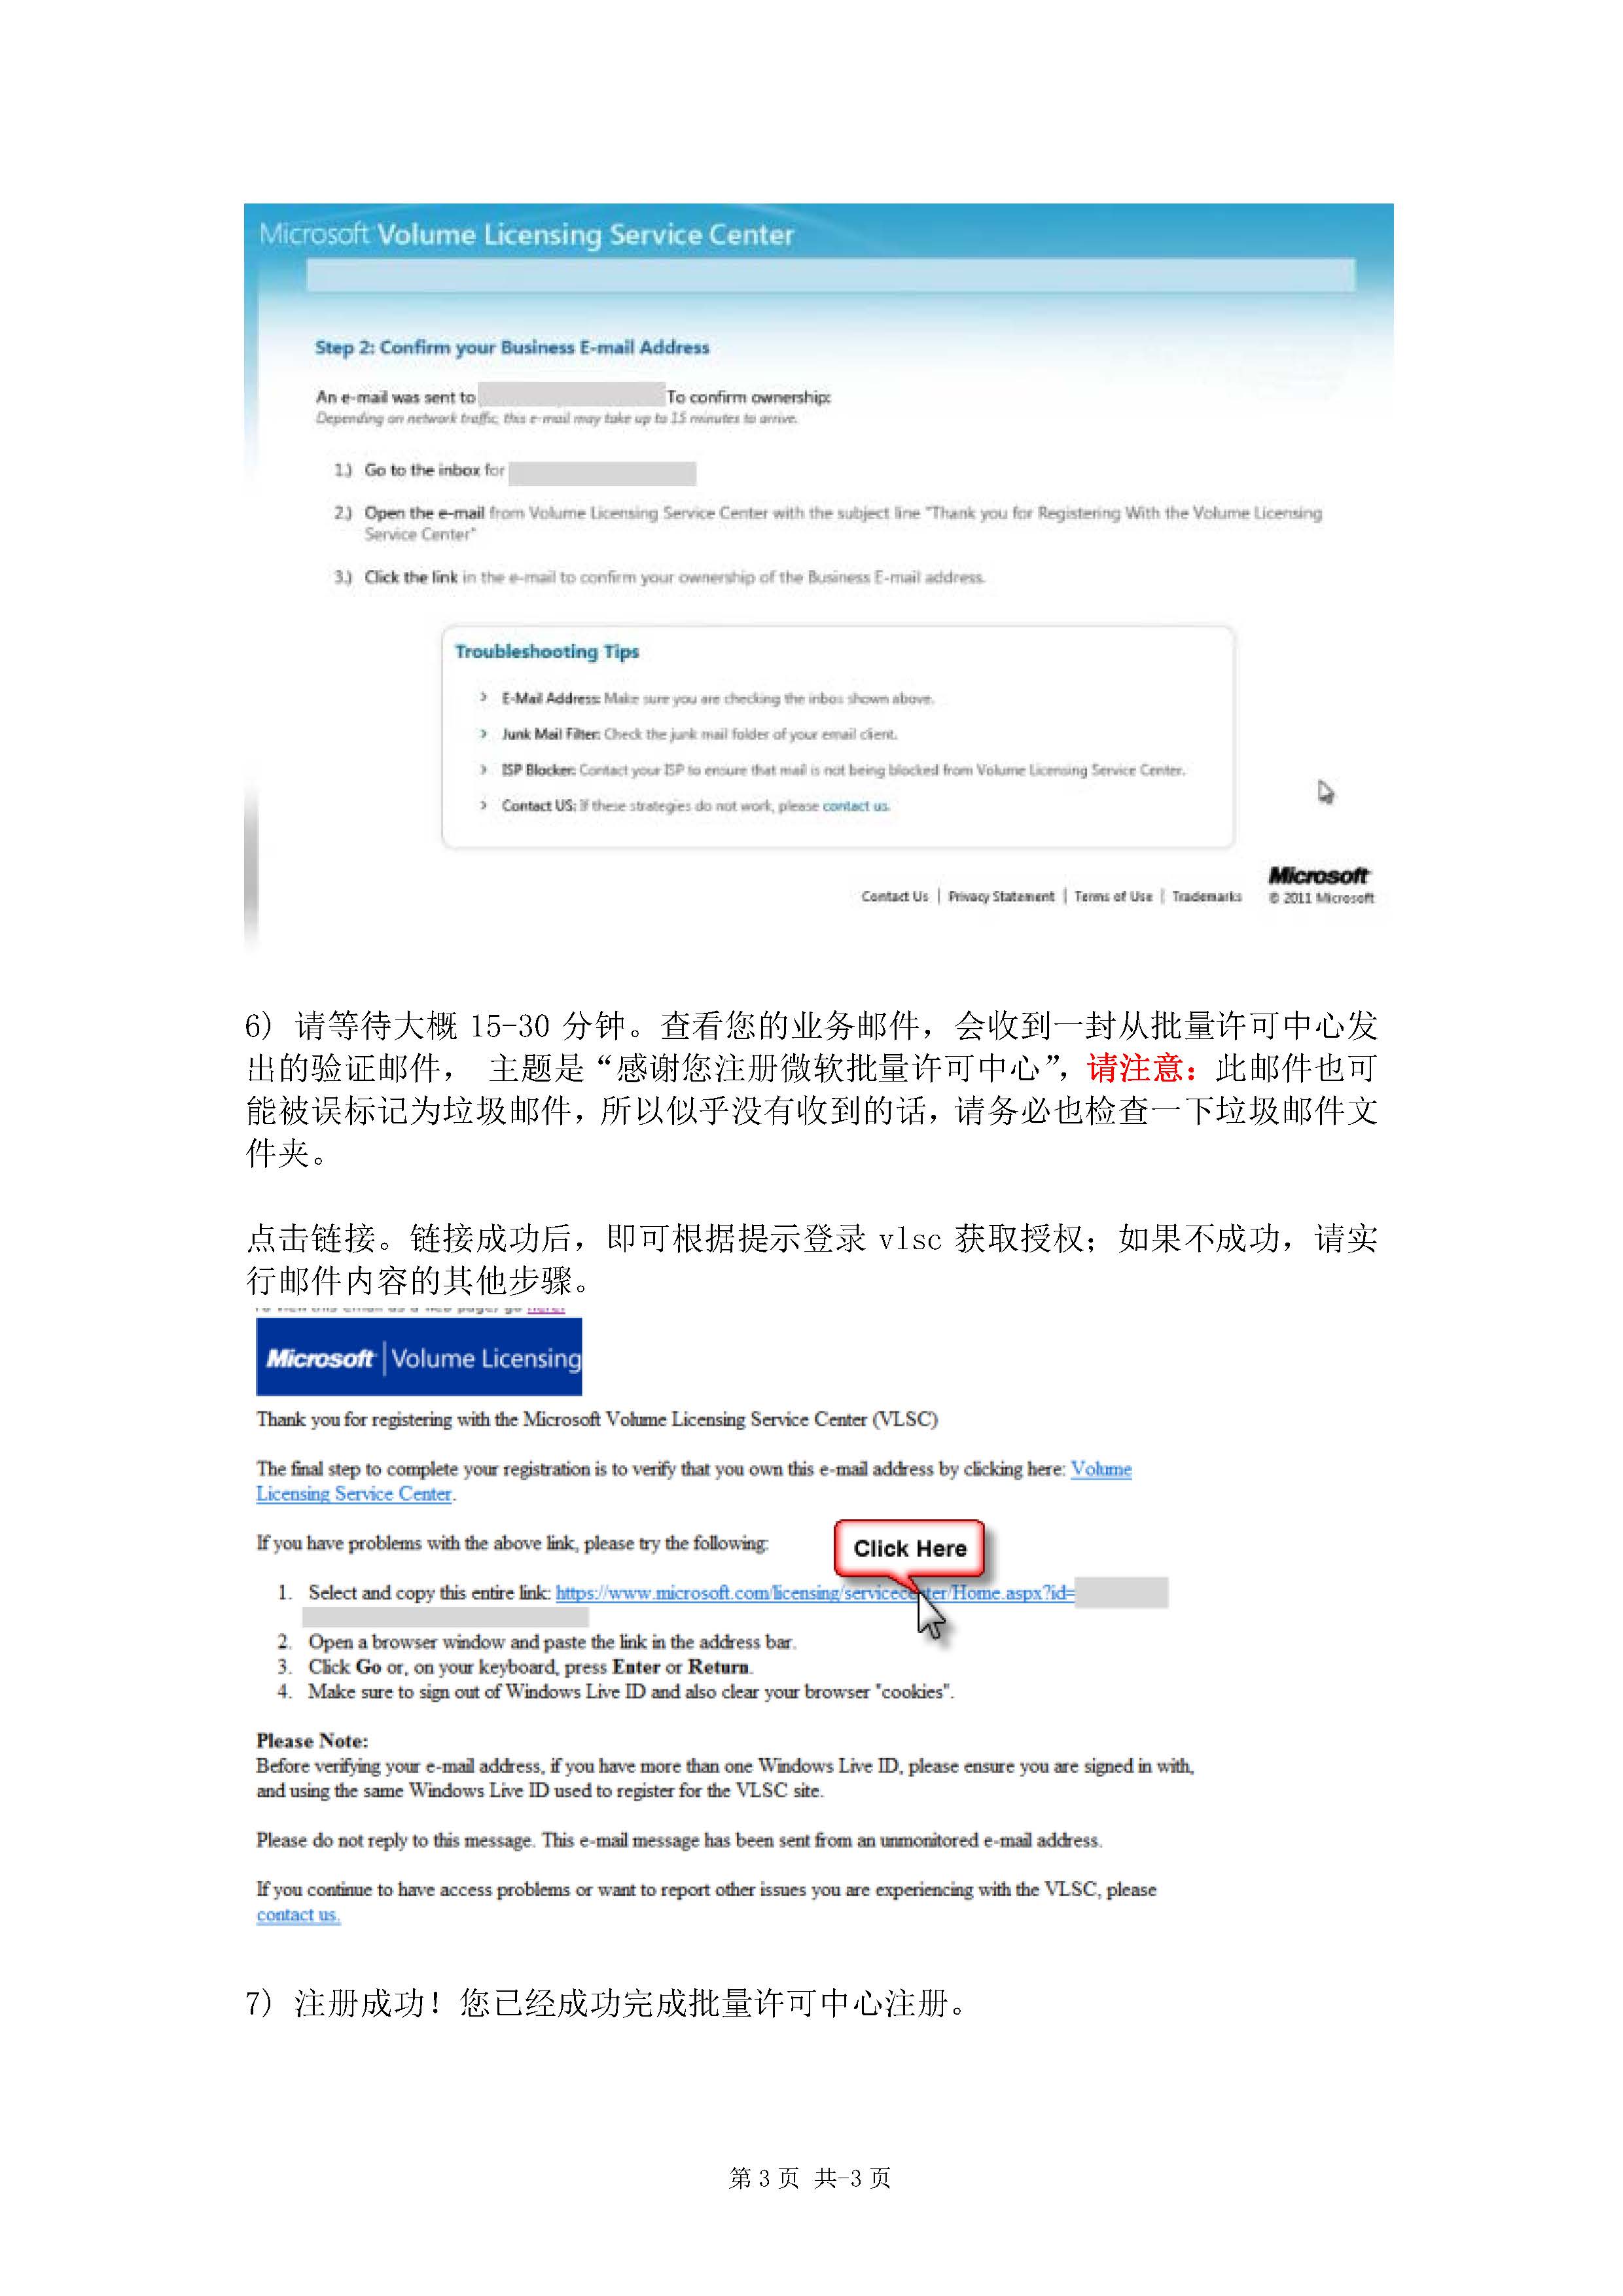 Microsoft Volume Licensing Service Center
Step 2: Confirm your Business E-mail Address
An e-mail was sent to To confirm ownership:
Depending on network traffic, this e-mail may take up to 15 minutes to arrive.
1.) Go to the inbox for
2.) Open the e-mail from Volume Licensing Service Center with the subject line "Thank you for Registering With the Volume Licensing
Service Center"
3.) Click the link in the e-mail to confirm your ownership of the Business E-mail address.
Troubleshooting Tips
> E-Mail Address: Make sure you are checking the inbox shown above.
> Junk Mail Filter: Check the junk mail folder of your email client.
> ISP Blocker: Contact your ISP to ensure that mail is not being blocked from Volume Licensing Service Center.
> Contact US: If these strategies do not work, please contact us.
Microsoft
Contact Us | Privacy Statement | Terms of Use | Trademarks © 2011 Microsoft
6) 请等待大概 15-30 分钟。查看您的业务邮件，会收到一封从批量许可中心发
出的验证邮件， 主题是“感谢您注册微软批量许可中心”，请注意：此邮件也可
能被误标记为垃圾邮件，所以似乎没有收到的话，请务必也检查一下垃圾邮件文
件夹。
点击链接。链接成功后，即可根据提示登录 vlsc 获取授权；如果不成功，请实
行邮件内容的其他步骤。
To view this email as a web page, go here.
Microsoft | Volume Licensing
Thank you for registering with the Microsoft Volume Licensing Service Center (VLSC)
The final step to complete your registration is to verify that you own this e-mail address by clicking here: Volume
Licensing Service Center.
If you have problems with the above link, please try the following:
Click Here
1. Select and copy this entire link: https://www.microsoft.com/licensing/servicecenter/Home.aspx?id=
2. Open a browser window and paste the link in the address bar.
3. Click Go or, on your keyboard, press Enter or Return.
4. Make sure to sign out of Windows Live ID and also clear your browser "cookies".
Please Note:
Before verifying your e-mail address, if you have more than one Windows Live ID, please ensure you are signed in with,
and using the same Windows Live ID used to register for the VLSC site.
Please do not reply to this message. This e-mail message has been sent from an unmonitored e-mail address.
If you continue to have access problems or want to report other issues you are experiencing with the VLSC, please
contact us.
7) 注册成功！您已经成功完成批量许可中心注册。
第 3 页 共-3 页